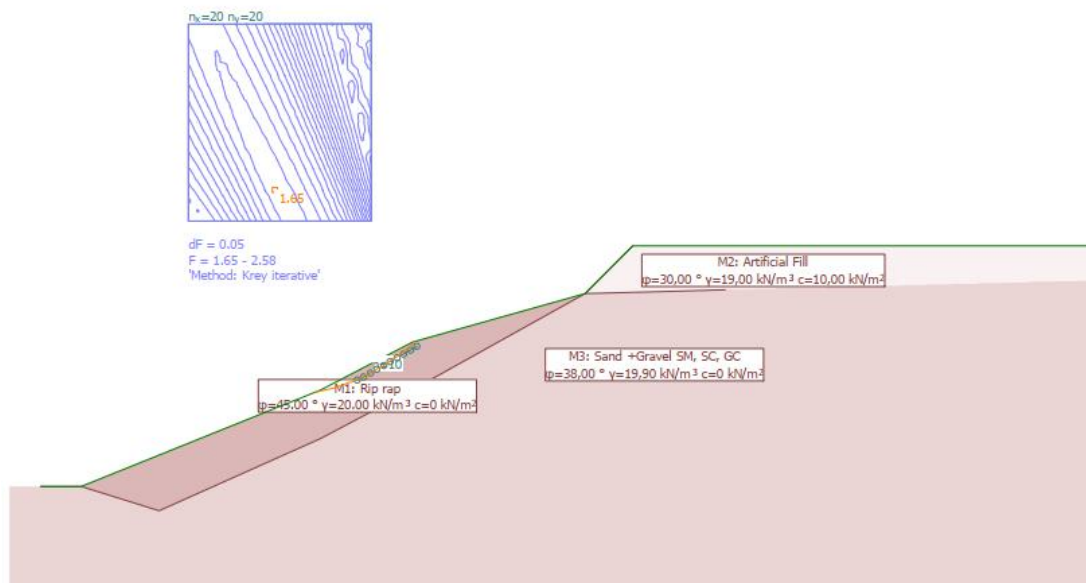 nx=20 ny=20
1.65
dF = 0.05
F = 1.65 - 2.58
'Method: Krey iterative'
M2: Artificial Fill
φ=30,00 ° γ=19,00 kN/m³ c=10,00 kN/m²
M3: Sand +Gravel SM, SC, GC
φ=38,00 ° γ=19,90 kN/m³ c=0 kN/m²
M1: Rip rap
φ=45.00 ° γ=20.00 kN/m³ c=0 kN/m²